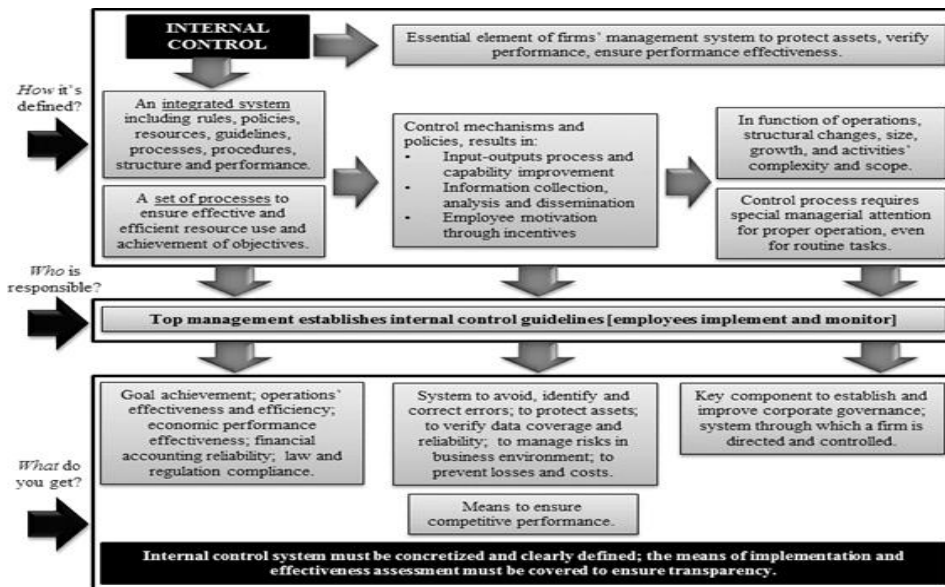 INTERNAL
CONTROL
Essential element of firms' management system to protect assets, verify
performance, ensure performance effectiveness.
How it's
defined?
An integrated system
including rules, policies,
resources, guidelines,
processes, procedures,
structure and performance.
A set of processes to
ensure effective and
efficient resource use and
achievement of objectives.
Control mechanisms and
policies, results in:
• Input-outputs process and
capability improvement
• Information collection,
analysis and dissemination
• Employee motivation
through incentives
In function of operations,
structural changes, size,
growth, and activities'
complexity and scope.
Control process requires
special managerial attention
for proper operation, even
for routine tasks.
Who is
responsible?
Top management establishes internal control guidelines [employees implement and monitor]
What do
you get?
Goal achievement; operations'
effectiveness and efficiency;
economic performance
effectiveness; financial
accounting reliability; law and
regulation compliance.
System to avoid, identify and
correct errors; to protect assets;
to verify data coverage and
reliability; to manage risks in
business environment; to
prevent losses and costs.
Means to ensure
competitive performance.
Key component to establish and
improve corporate governance;
system through which a firm is
directed and controlled.
Internal control system must be concretized and clearly defined; the means of implementation and
effectiveness assessment must be covered to ensure transparency.